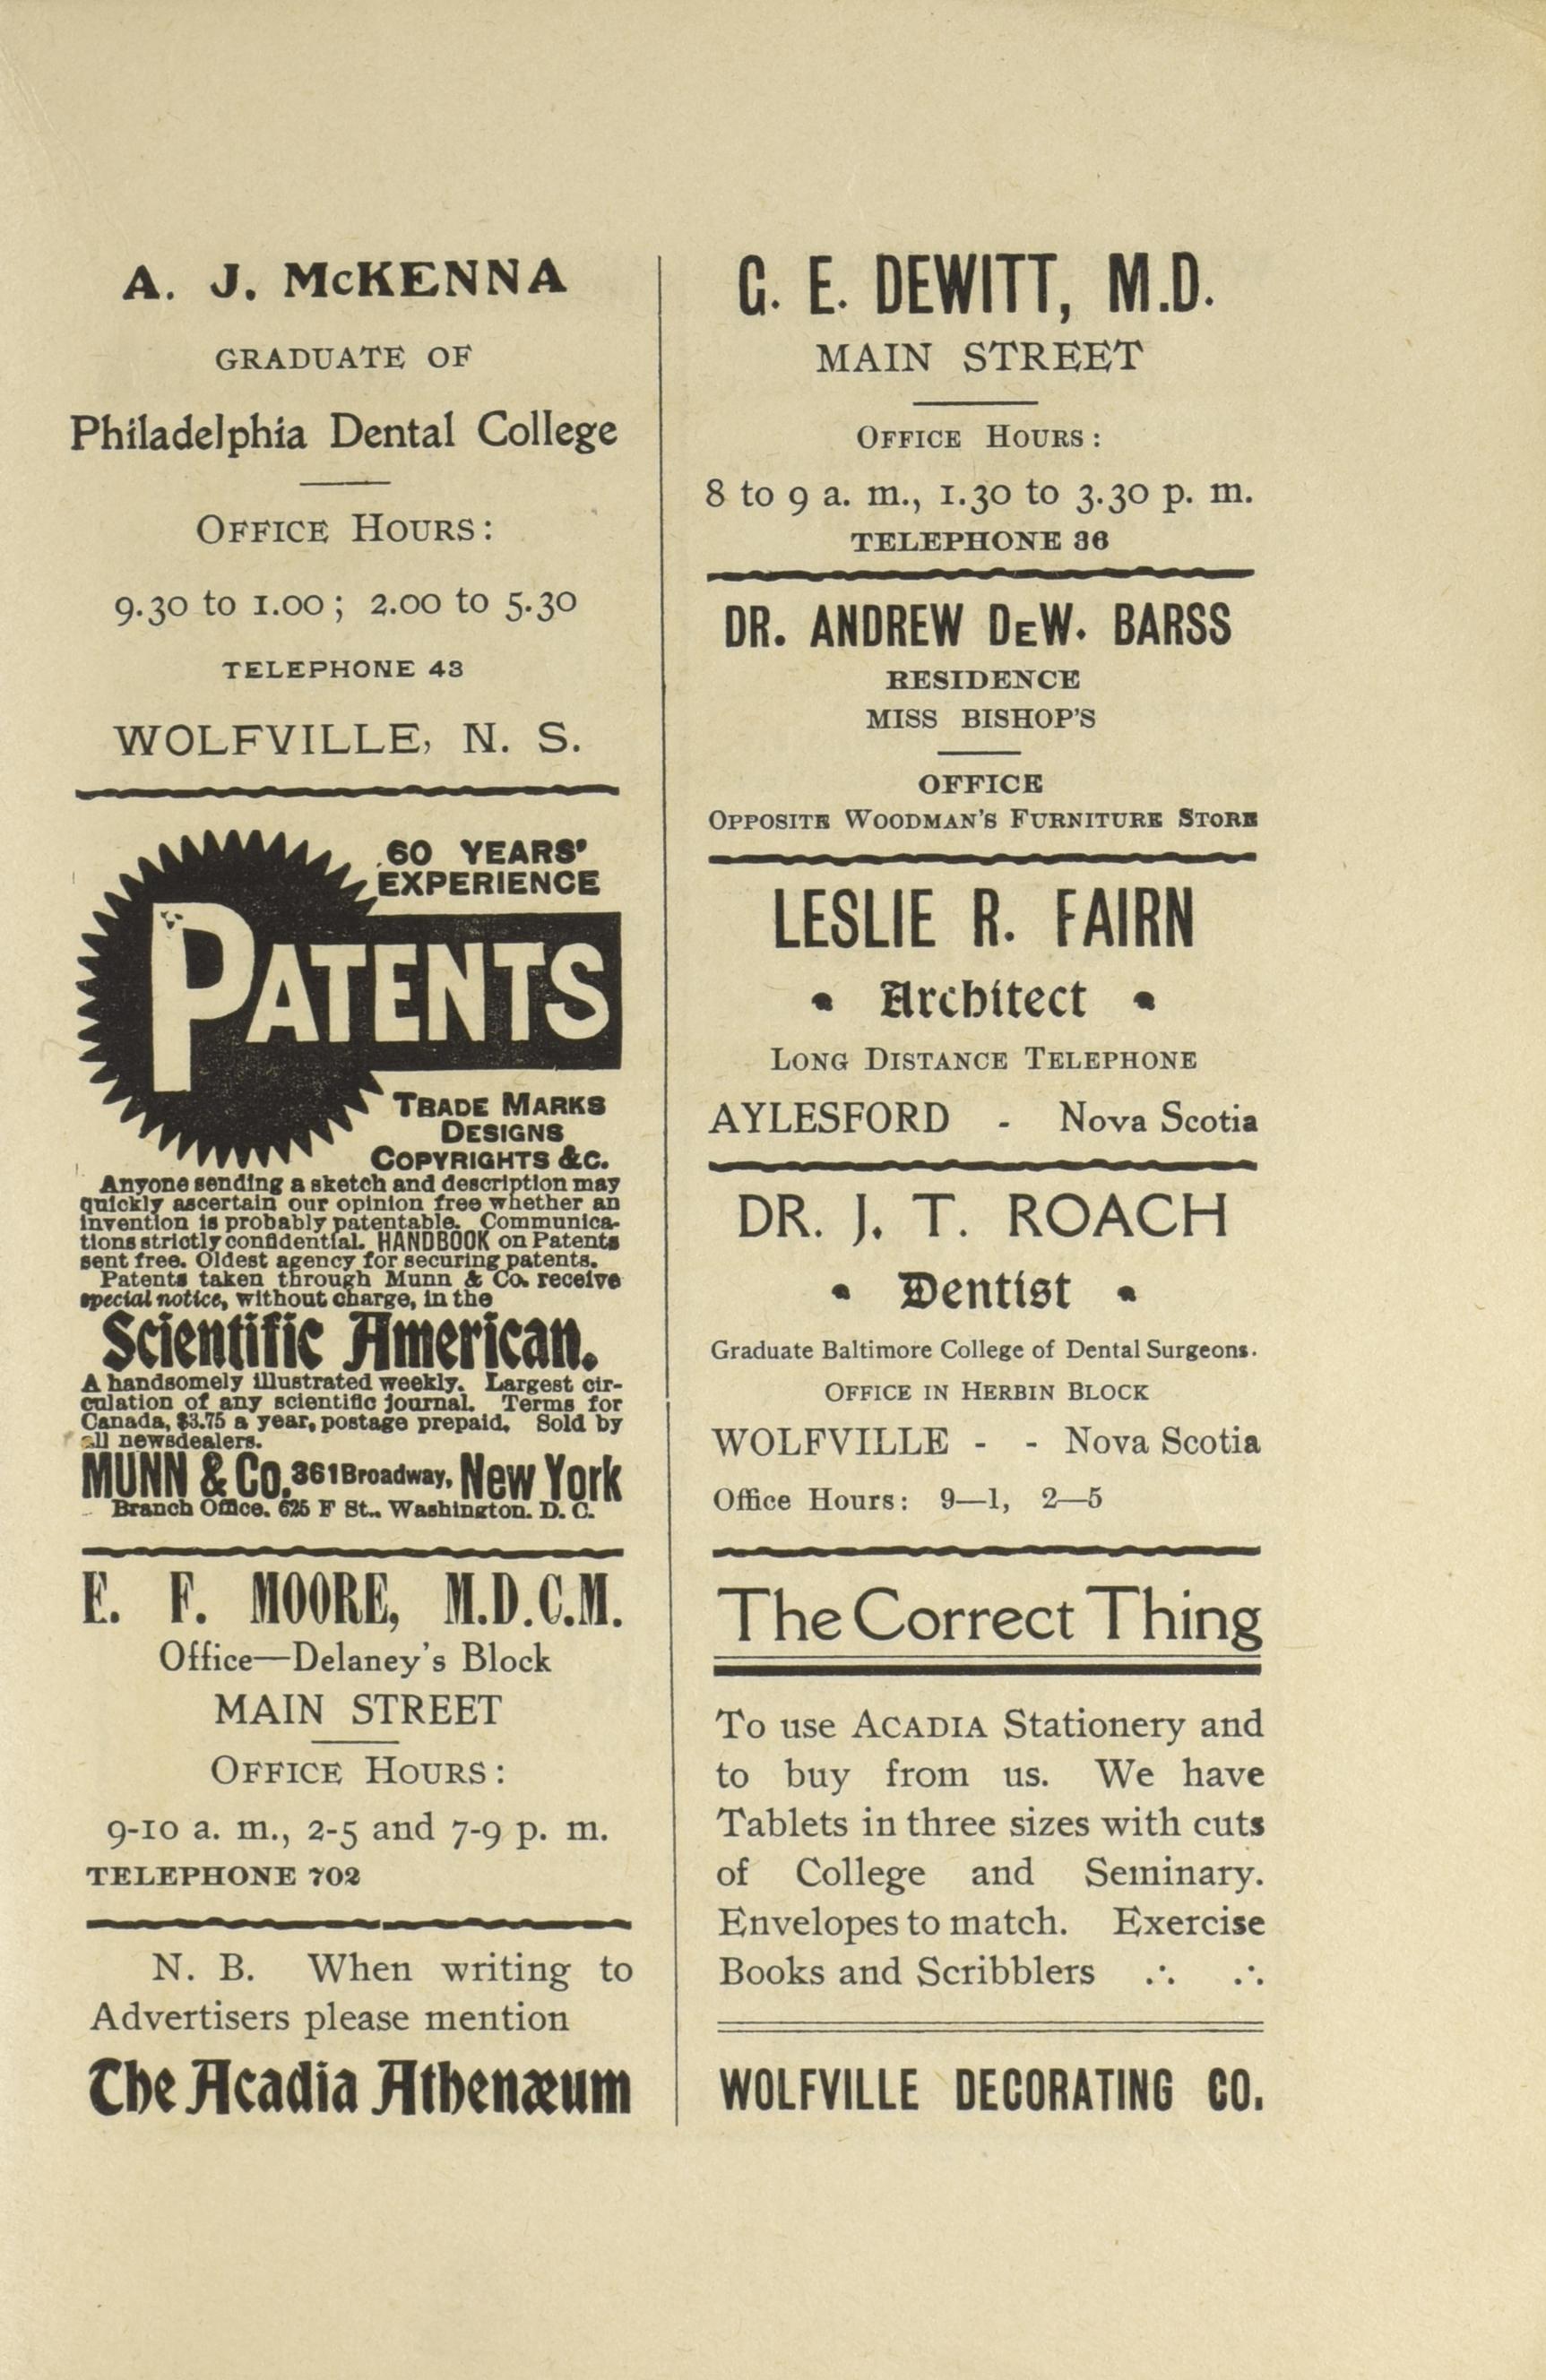 A. J. McKENNA
GRADUATE OF
Philadelphia Dental College
OFFICE HOURS:
9.30 to 1.00; 2.00 to 5.30
TELEPHONE 43
WOLFVILLE, N. S.
60 YEARS'
EXPERIENCE
PATENTS
TRADE MARKS
DESIGNS
COPYRIGHTS &C.
Anyone sending a sketch and description may
quickly ascertain our opinion free whether an
invention is probably patentable. Communica-
tions strictly confidential. HANDBOOK on Patents
sent free. Oldest agency for securing patents.
Patents taken through Munn & Co. receive
special notice, without charge, in the
Scientific American.
A handsomely illustrated weekly. Largest cir-
culation of any scientific journal. Terms for
Canada, $3.75 a year, postage prepaid. Sold by
all newsdealers.
MUNN & Co. 361 Broadway, New York
Branch Office. 625 F St., Washington. D. C.
E. F. MOORE, M.D.C.M.
Office—Delaney's Block
MAIN STREET
OFFICE HOURS:
9-10 a. m., 2-5 and 7-9 p. m.
TELEPHONE 702
N. B. When writing to
Advertisers please mention
The Acadia Athenæum
G. E. DEWITT, M.D.
MAIN STREET
OFFICE HOURS:
8 to 9 a. m., 1.30 to 3.30 p. m.
TELEPHONE 36
DR. ANDREW DEW. BARSS
RESIDENCE
MISS BISHOP'S
OFFICE
OPPOSITE WOODMAN'S FURNITURE STORE
LESLIE R. FAIRN
• Architect •
LONG DISTANCE TELEPHONE
AYLESFORD - Nova Scotia
DR. J. T. ROACH
• Dentist •
Graduate Baltimore College of Dental Surgeons.
OFFICE IN HERBIN BLOCK
WOLFVILLE - - Nova Scotia
Office Hours: 9—1, 2—5
The Correct Thing
To use ACADIA Stationery and
to buy from us. We have
Tablets in three sizes with cuts
of College and Seminary.
Envelopes to match. Exercise
Books and Scribblers ∴ ∴
WOLFVILLE DECORATING CO.